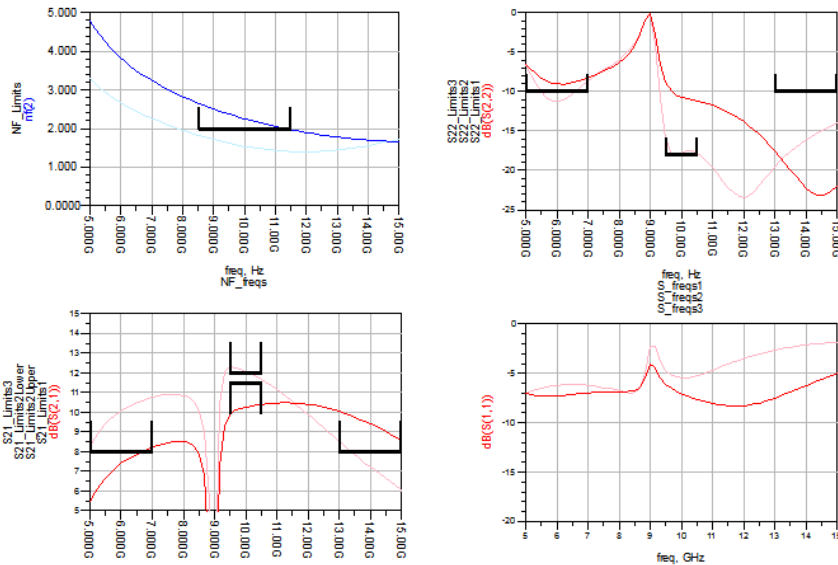 NF_Limits
nf(2)
5.000
4.000
3.000
2.000
1.000
0.0000
5.000G 6.000G 7.000G 8.000G 9.000G 10.00G 11.00G 12.00G 13.00G 14.00G 15.00G
freq, Hz
NF_freqs
S22_Limits3
S22_Limits2
S22_Limits1
dB(S(2,2))
0
-5
-10
-15
-20
-25
5.000G 6.000G 7.000G 8.000G 9.000G 10.00G 11.00G 12.00G 13.00G 14.00G 15.00G
freq, Hz
S_freqs1
S_freqs2
S_freqs3
S21_Limits3
S21_Limits2Lower
S21_Limits2Upper
S21_Limits1
dB(S(2,1))
15
14
13
12
11
10
9
8
7
6
5
5.000G 6.000G 7.000G 8.000G 9.000G 10.00G 11.00G 12.00G 13.00G 14.00G 15.00G
dB(S(1,1))
0
-5
-10
-15
-20
5 6 7 8 9 10 11 12 13 14 15
freq, GHz